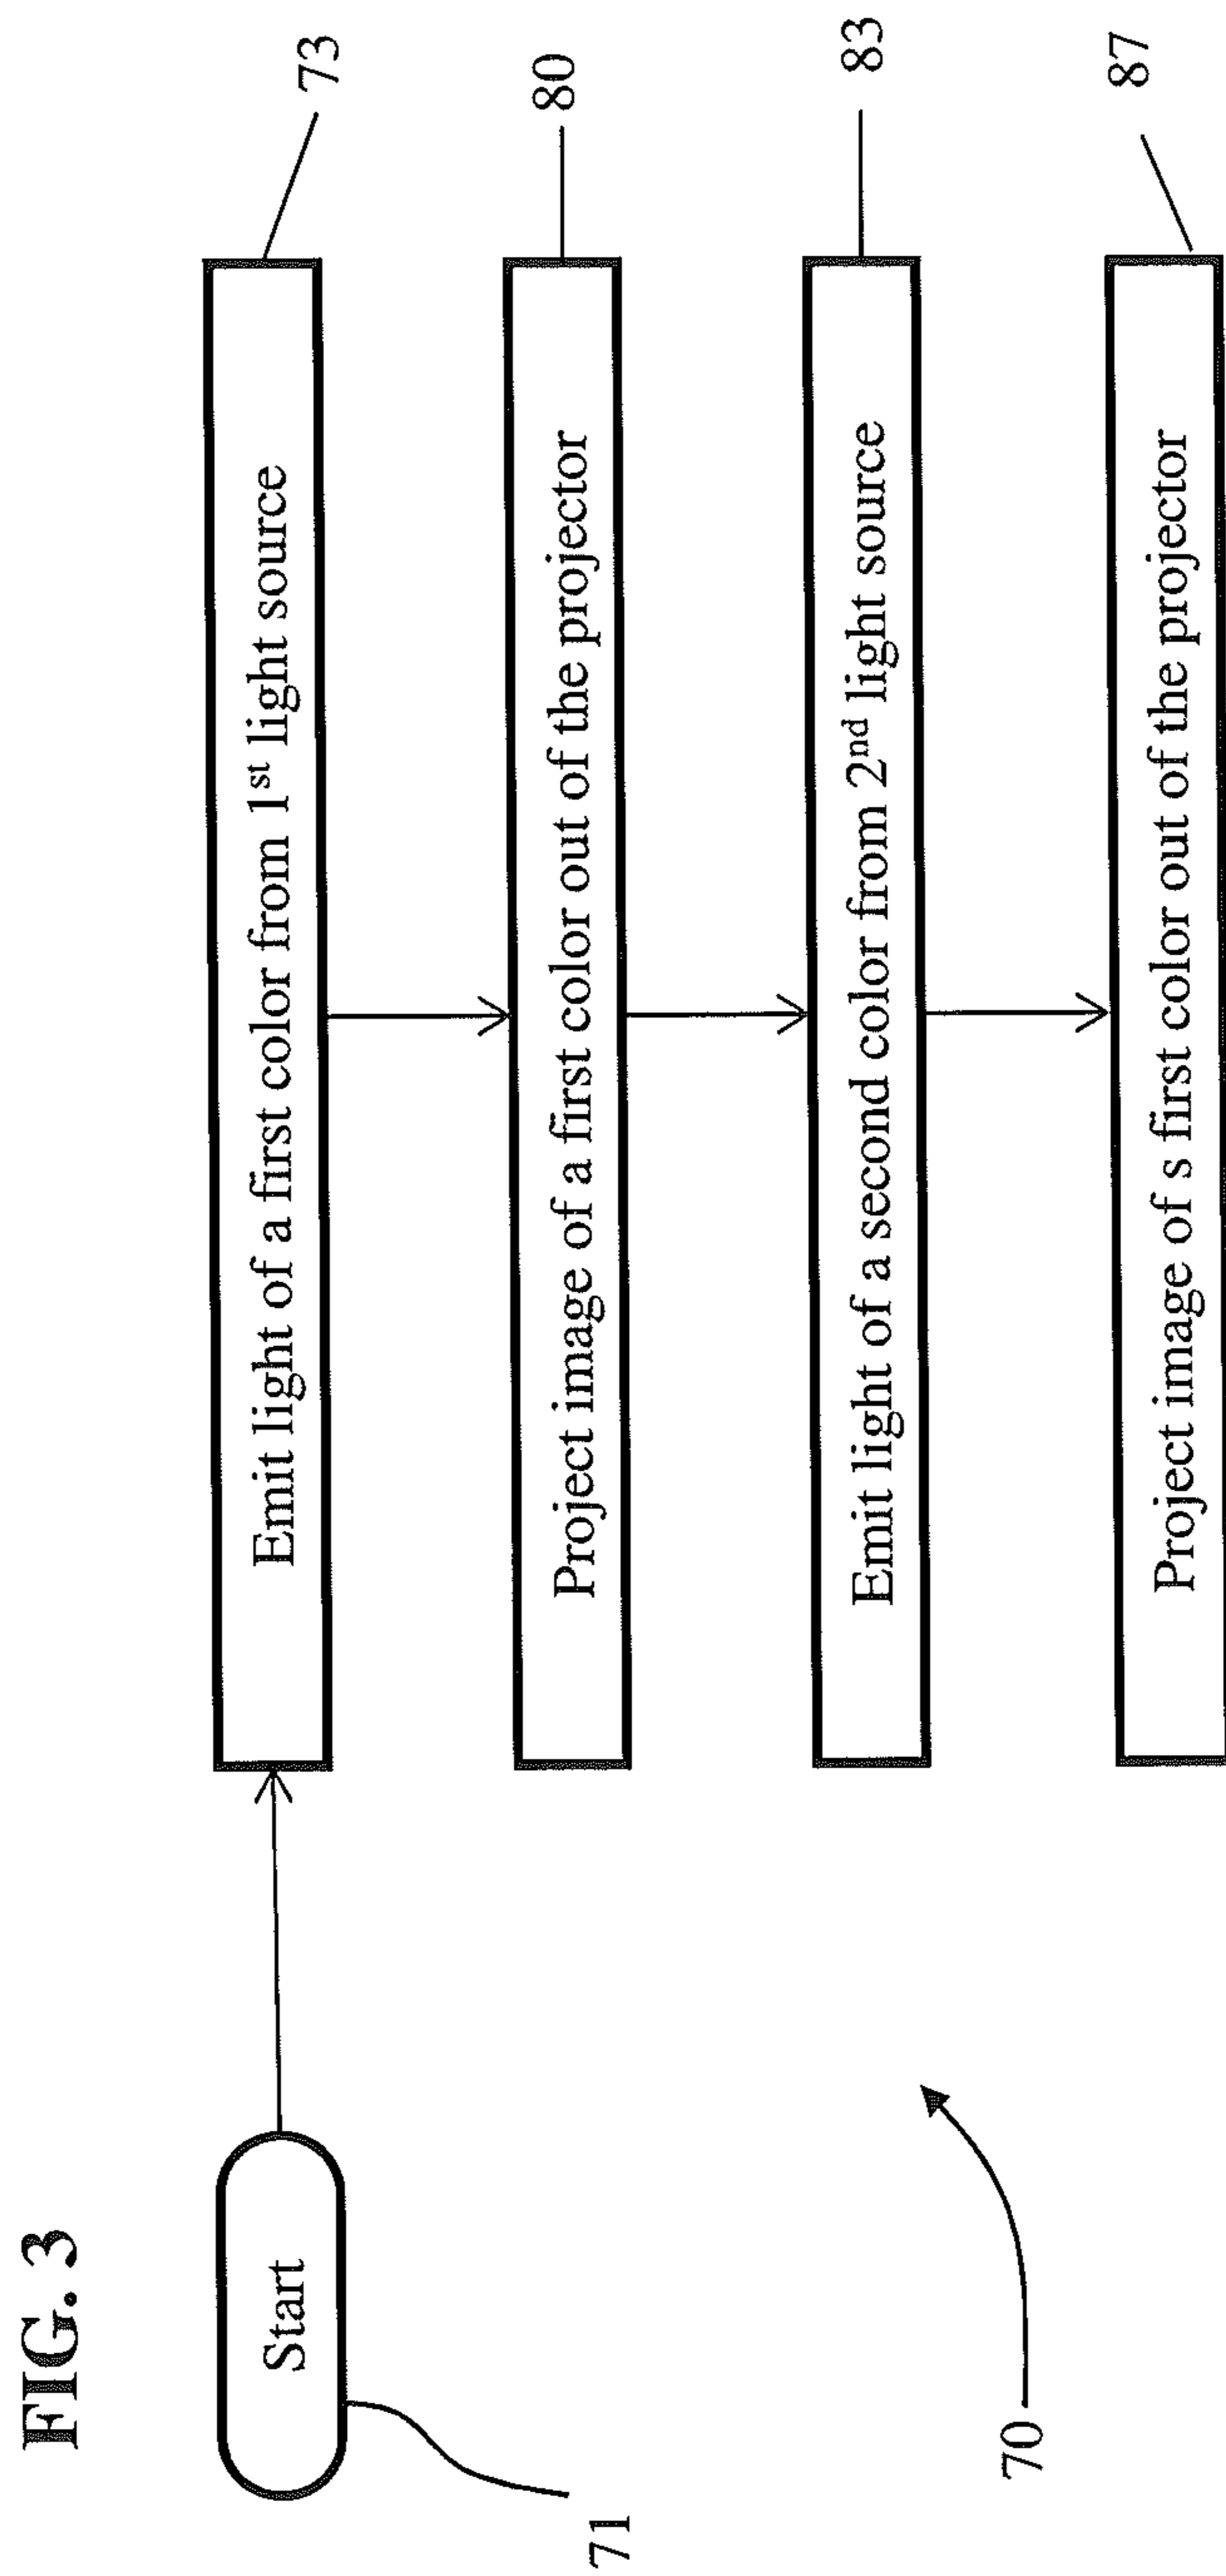 FIG. 3
Start
71
70
Emit light of a first color from 1st light source
73
Project image of a first color out of the projector
80
Emit light of a second color from 2nd light source
83
Project image of s first color out of the projector
87